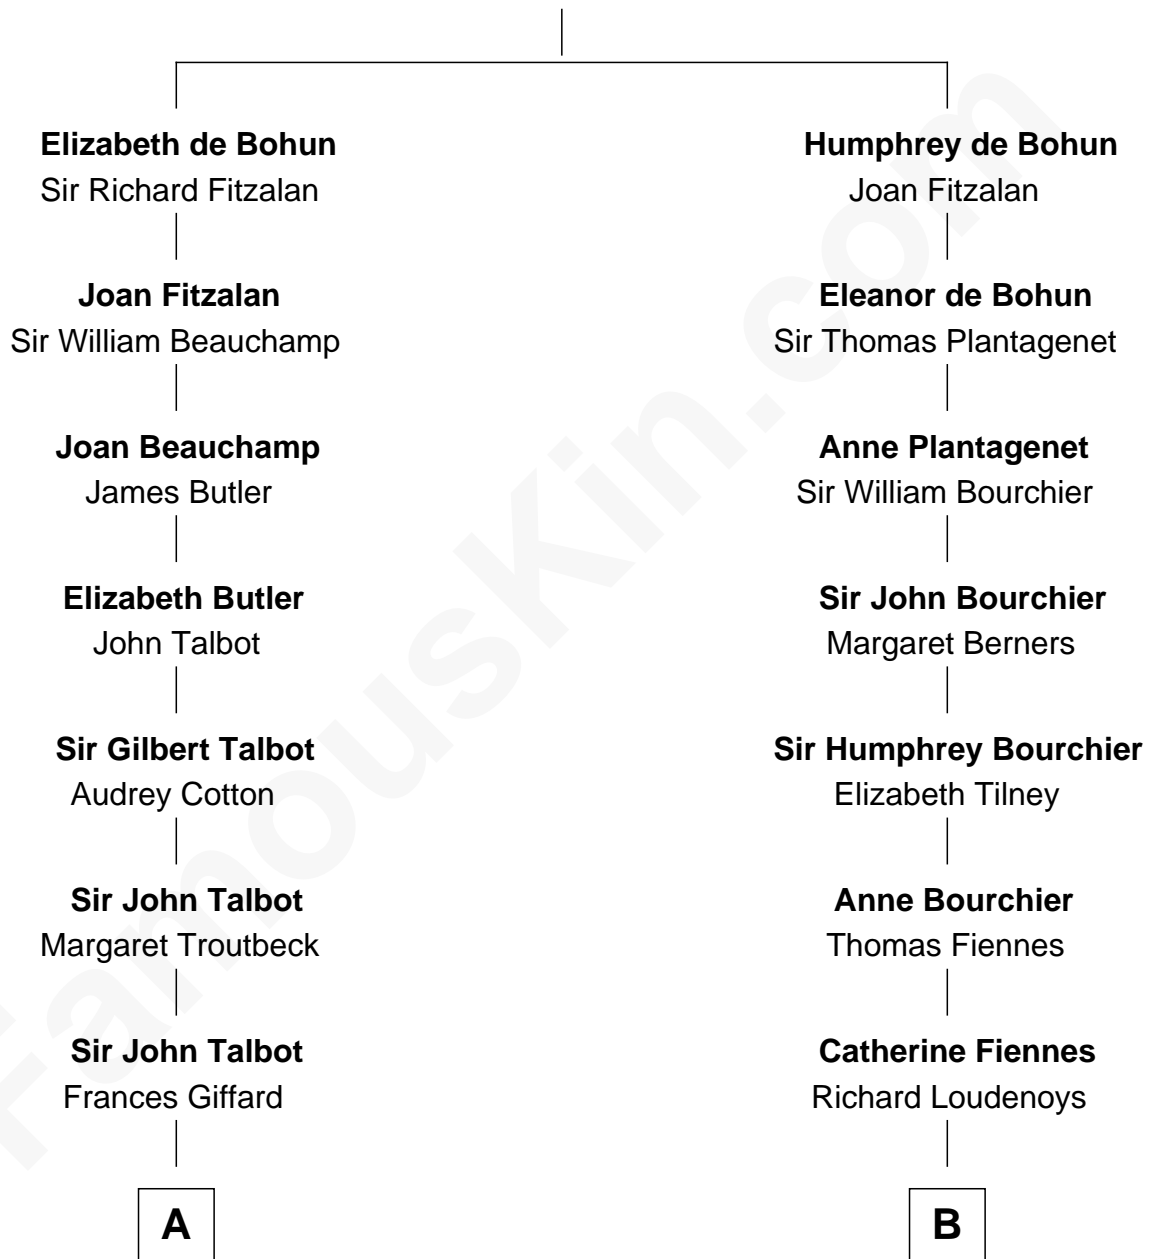 Elizabeth de Bohun
Sir Richard Fitzalan
Joan Fitzalan
Sir William Beauchamp
Joan Beauchamp
James Butler
Elizabeth Butler
John Talbot
Sir Gilbert Talbot
Audrey Cotton
Sir John Talbot
Margaret Troutbeck
Sir John Talbot
Frances Giffard
A
Humphrey de Bohun
Joan Fitzalan
Eleanor de Bohun
Sir Thomas Plantagenet
Anne Plantagenet
Sir William Bourchier
Sir John Bourchier
Margaret Berners
Sir Humphrey Bourchier
Elizabeth Tilney
Anne Bourchier
Thomas Fiennes
Catherine Fiennes
Richard Loudenoys
B
FamousKin.com